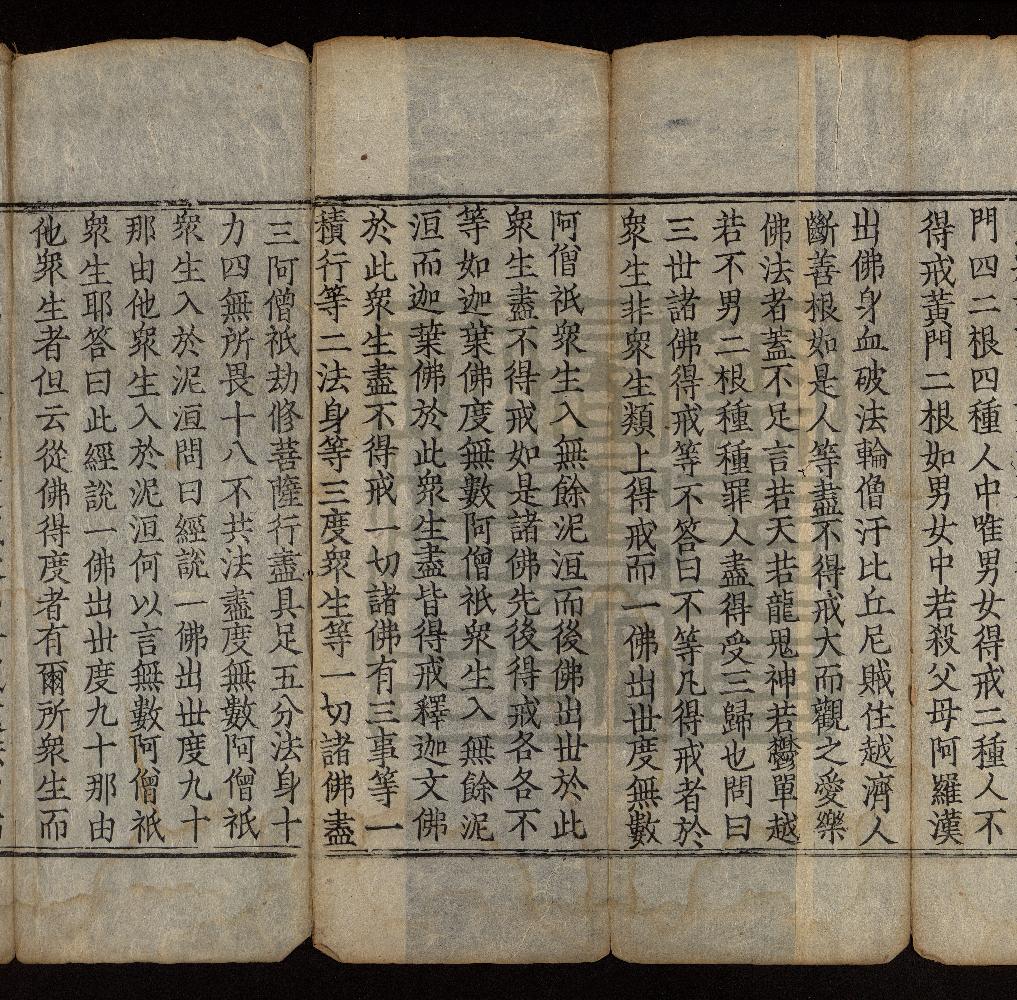 門四二根四種人中唯男女得戒二種人不
得戒黃門二根如男女中若殺父母阿羅漢
出佛身血破法輪僧汙比丘尼賊住越濟人
斷善根如是人等盡不得戒大而觀之愛樂
佛法者蓋不足言若天若龍鬼神若鬱單越
若不男二根種種罪人盡得受三歸也問曰
三世諸佛得戒等不答曰不等凡得戒者於
眾生非眾生類上得戒而一佛出世度無數
阿僧祇眾生入無餘泥洹而後佛出世於此
眾生盡不得戒如是諸佛先後得戒各各不
等如迦葉佛度無數阿僧祇眾生入無餘泥
洹而迦葉佛於此眾生盡皆得戒釋迦文佛
於此眾生盡不得戒一切諸佛有三事等一
積行等二法身等三度眾生等一切諸佛盡
三阿僧祇劫修菩薩行盡具足五分法身十
力四無所畏十八不共法盡度無數阿僧祇
眾生入於泥洹問曰經說一佛出世度九十
那由他眾生入於泥洹何以言無數阿僧祇
眾生耶答曰此經說一佛出世度九十那由
他眾生者但云從佛得度者有爾所眾生而